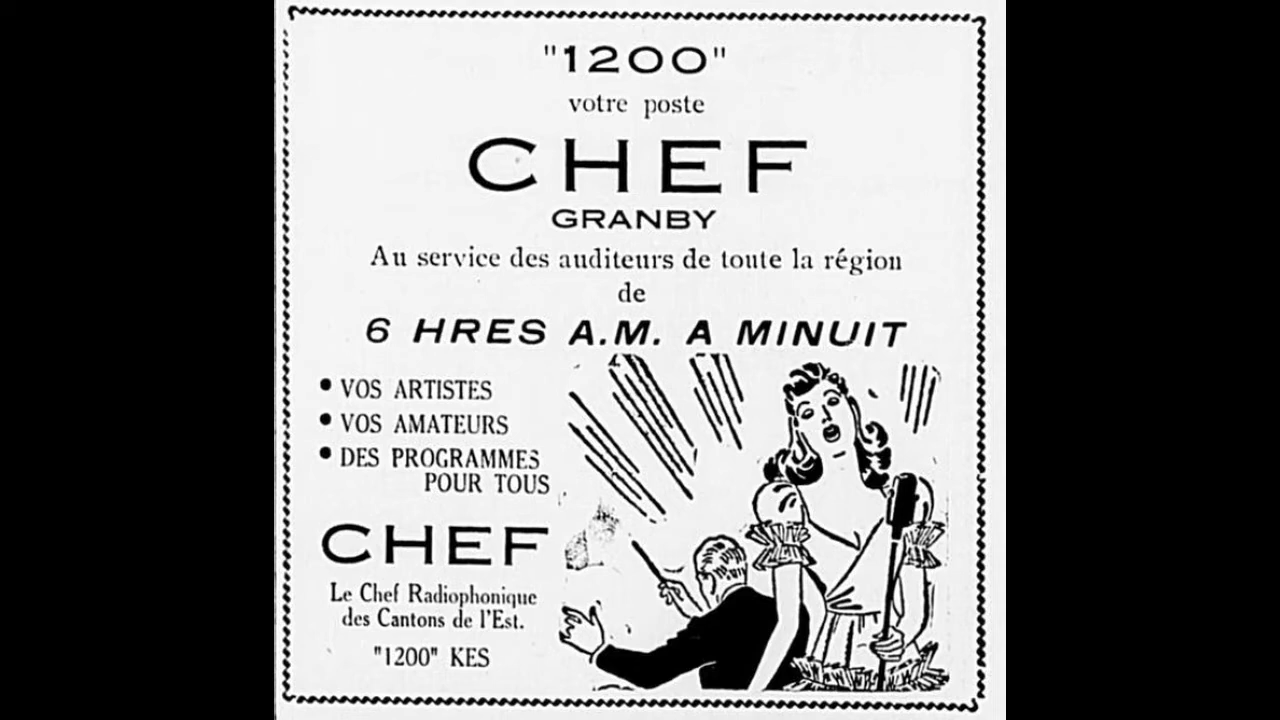 "1200"
votre poste
CHEF
GRANBY
Au service des auditeurs de toute la région
de
6 HRES A.M. A MINUIT
• VOS ARTISTES
• VOS AMATEURS
• DES PROGRAMMES
POUR TOUS
CHEF
Le Chef Radiophonique
des Cantons de l'Est.
"1200" KES